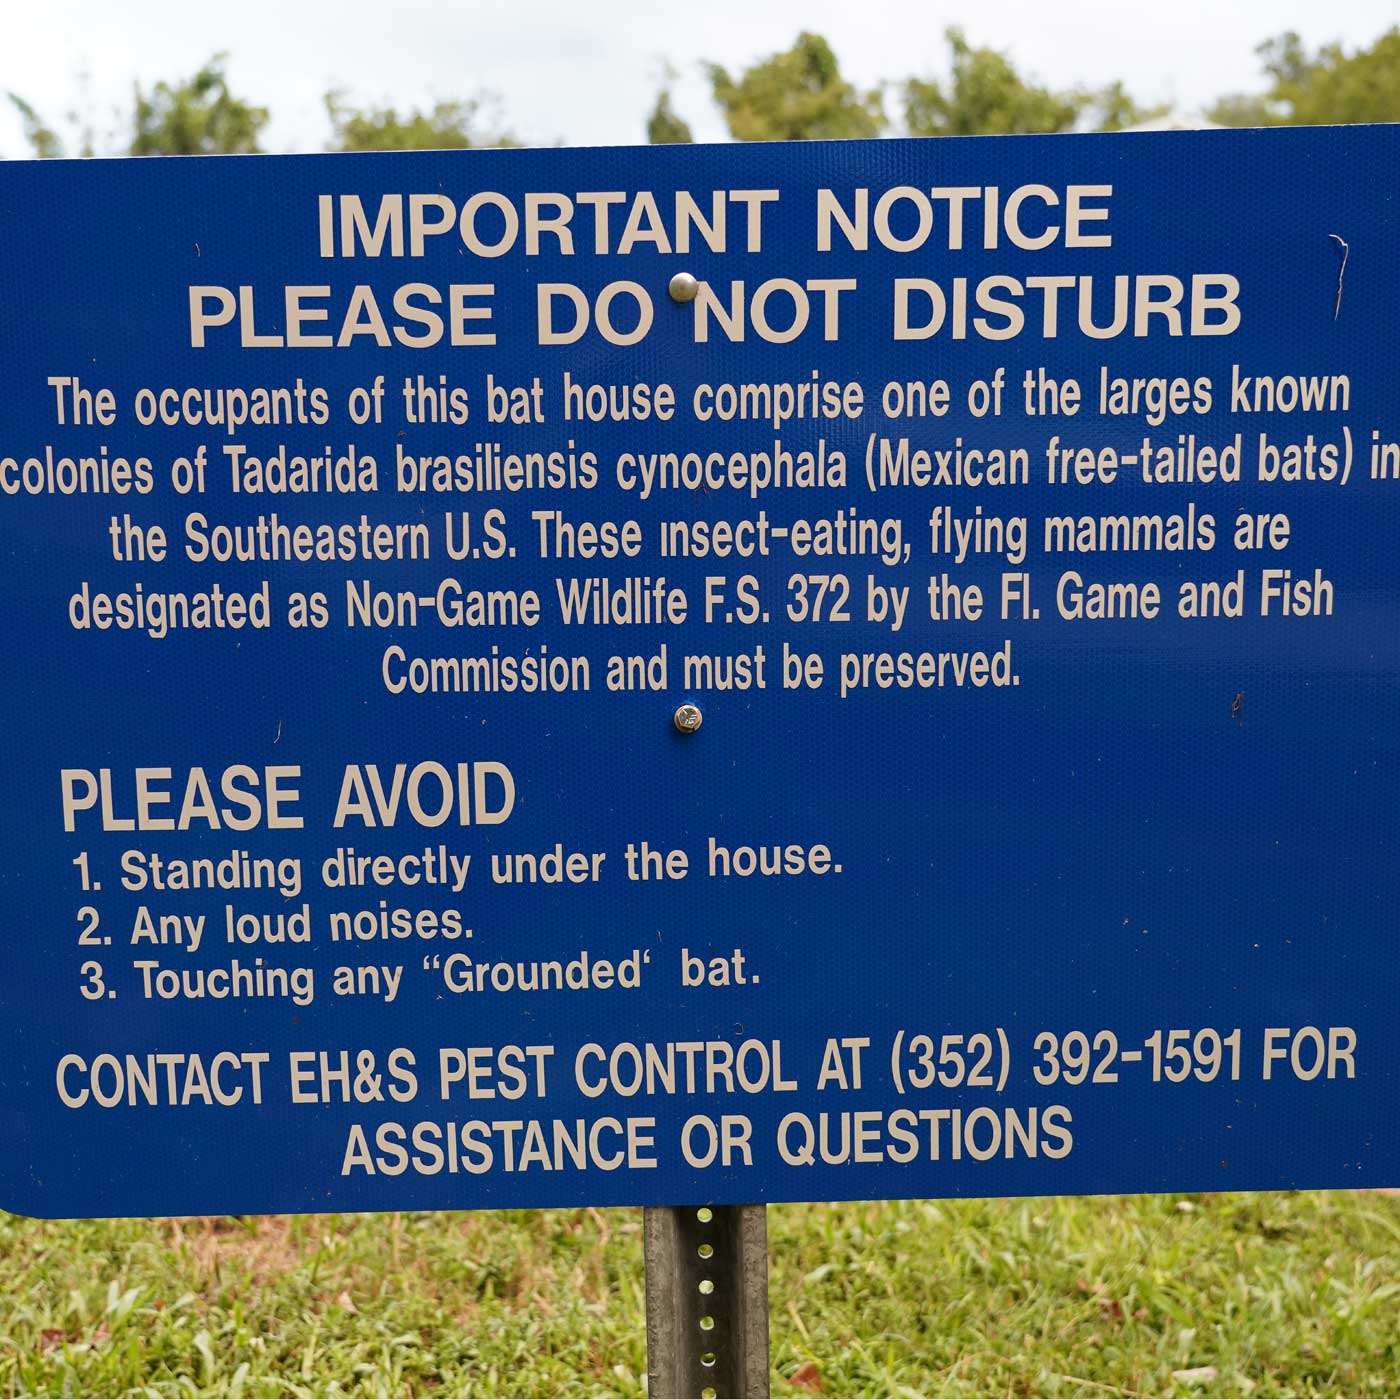 IMPORTANT NOTICE
PLEASE DO NOT DISTURB
The occupants of this bat house comprise one of the larges known
colonies of Tadarida brasiliensis cynocephala (Mexican free-tailed bats) in
the Southeastern U.S. These insect-eating, flying mammals are
designated as Non-Game Wildlife F.S. 372 by the Fl. Game and Fish
Commission and must be preserved.
PLEASE AVOID
1. Standing directly under the house.
2. Any loud noises.
3. Touching any “Grounded‘ bat.
CONTACT EH&S PEST CONTROL AT (352) 392-1591 FOR
ASSISTANCE OR QUESTIONS